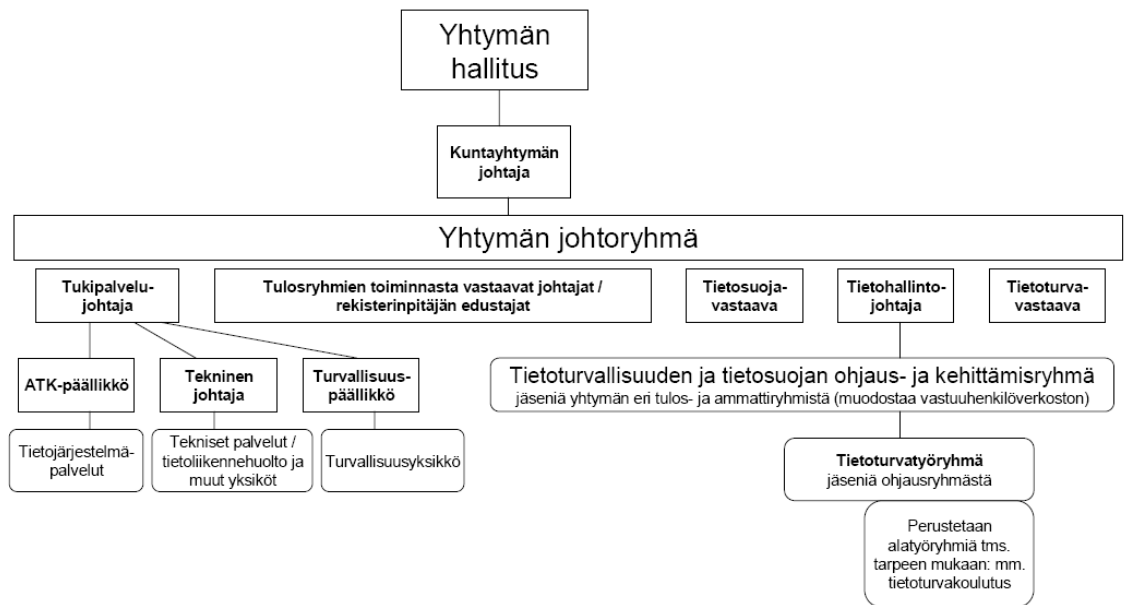 Yhtymän
hallitus
Kuntayhtymän
johtaja
Yhtymän johtoryhmä
Tukipalvelu-
johtaja
Tulosryhmien toiminnasta vastaavat johtajat /
rekisterinpitäjän edustajat
Tietosuoja-
vastaava
Tietohallinto-
johtaja
Tietoturva-
vastaava
ATK-päällikkö
Tekninen
johtaja
Turvallisuus-
päällikkö
Tietoturvallisuuden ja tietosuojan ohjaus- ja kehittämisryhmä
jäseniä yhtymän eri tulos- ja ammattiryhmistä (muodostaa vastuuhenkilöverkoston)
Tietojärjestelmä-
palvelut
Tekniset palvelut /
tietoliikennehuolto ja
muut yksiköt
Turvallisuusyksikkö
Tietoturvatyöryhmä
jäseniä ohjausryhmästä
Perustetaan
alatyöryhmiä tms.
tarpeen mukaan: mm.
tietoturvakoulutus